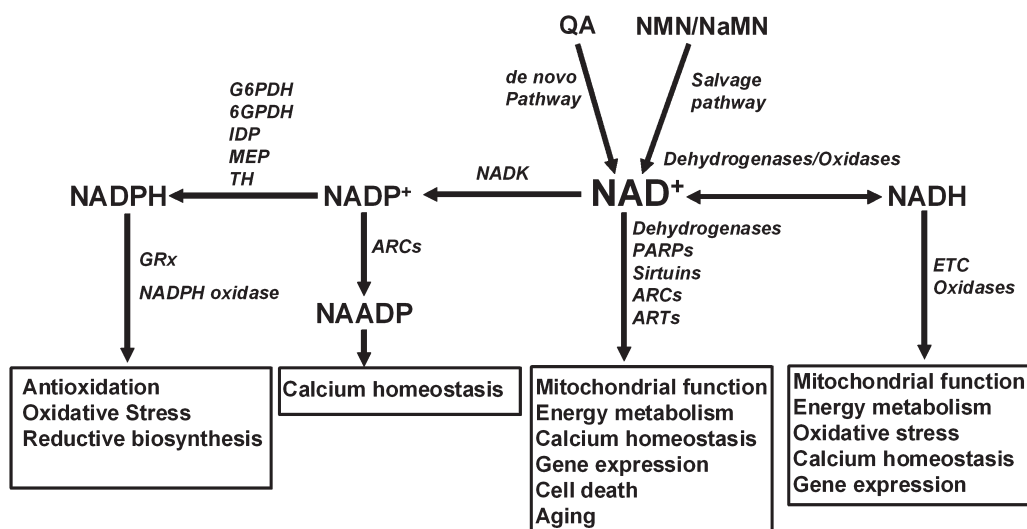 QA
NMN/NaMN
de novo
Pathway
Salvage
pathway
G6PDH
6GPDH
IDP
MEP
TH
NADK
Dehydrogenases/Oxidases
NADPH
NADP+
NAD+
NADH
GRx
NADPH oxidase
ARCs
NAADP
Dehydrogenases
PARPs
Sirtuins
ARCs
ARTs
ETC
Oxidases
Antioxidation
Oxidative Stress
Reductive biosynthesis
Calcium homeostasis
Mitochondrial function
Energy metabolism
Calcium homeostasis
Gene expression
Cell death
Aging
Mitochondrial function
Energy metabolism
Oxidative stress
Calcium homeostasis
Gene expression